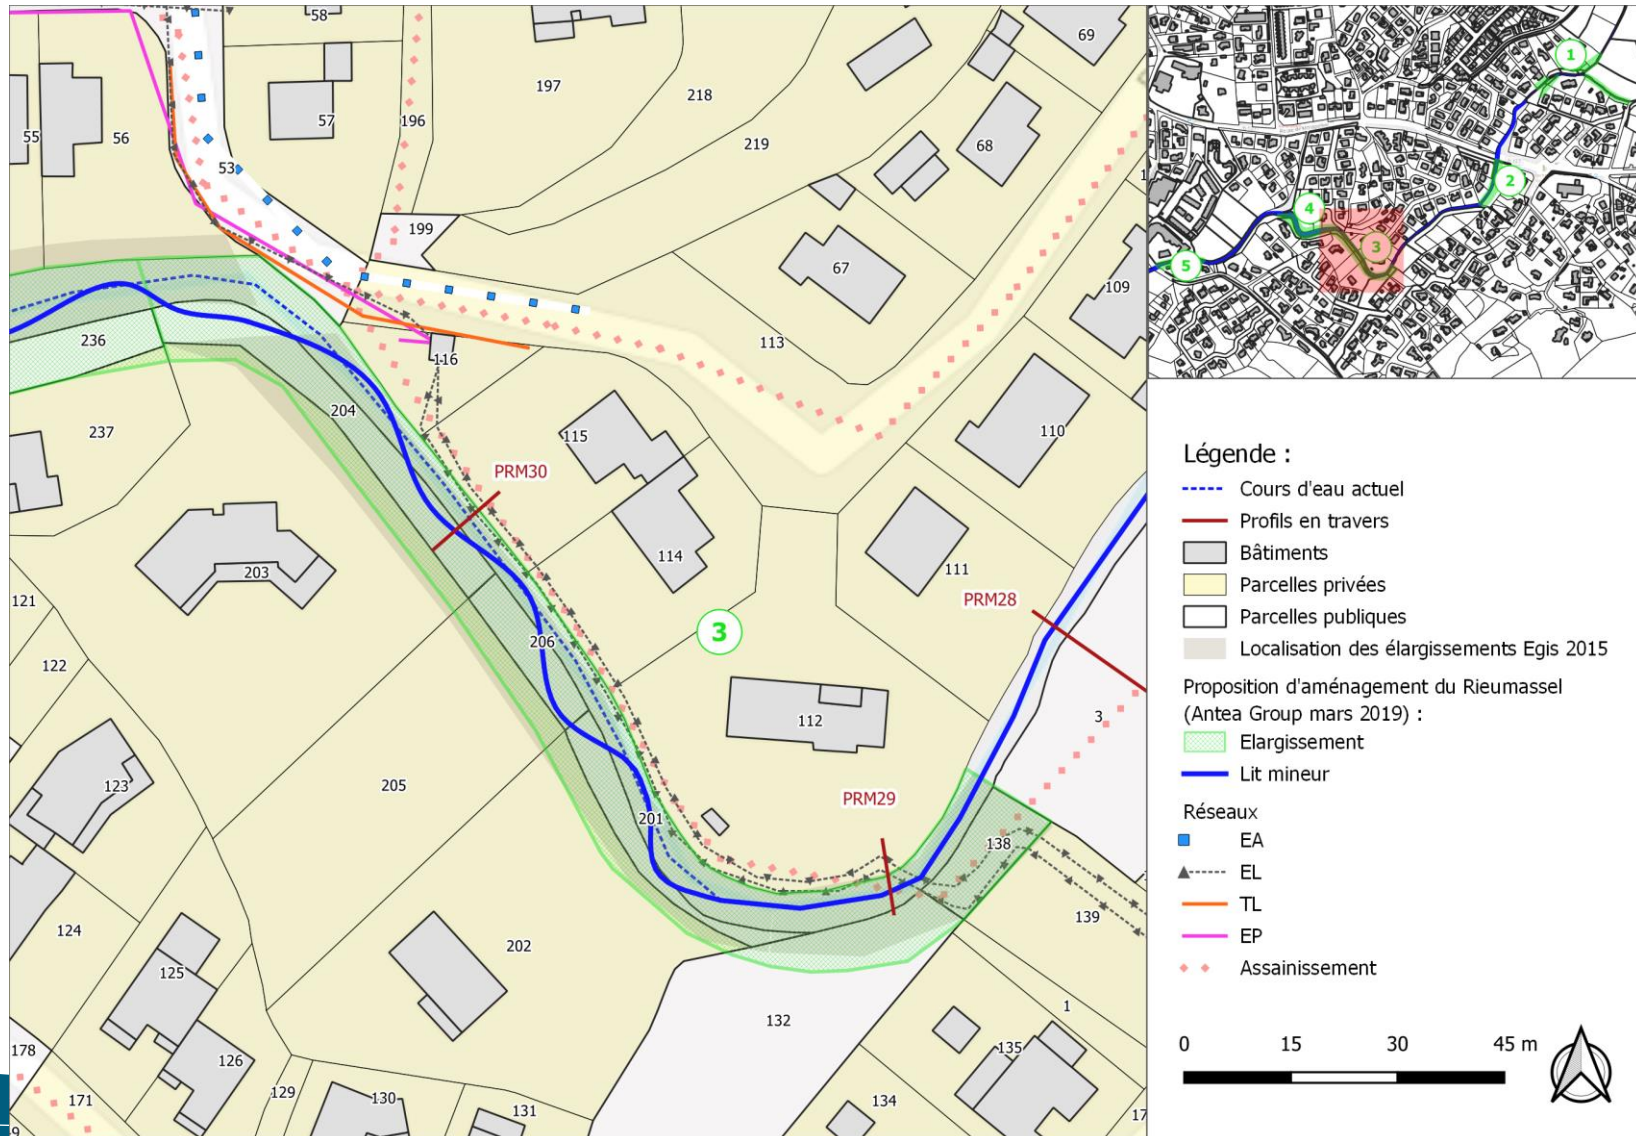 58
69
197
218
57
196
55
56
219
68
53
199
67
109
113
236
116
204
237
115
110
PRM30
114
203
111
121
PRM28
206
122
3
3
112
123
205
PRM29
201
138
139
124
202
125
1
132
178
126
135
129
171
130
131
134
17
9
1
2
4
3
5
Légende :
Cours d'eau actuel
Profils en travers
Bâtiments
Parcelles privées
Parcelles publiques
Localisation des élargissements Egis 2015
Proposition d'aménagement du Rieumassel
(Antea Group mars 2019) :
Elargissement
Lit mineur
Réseaux
EA
EL
TL
EP
Assainissement
0 15 30 45 m